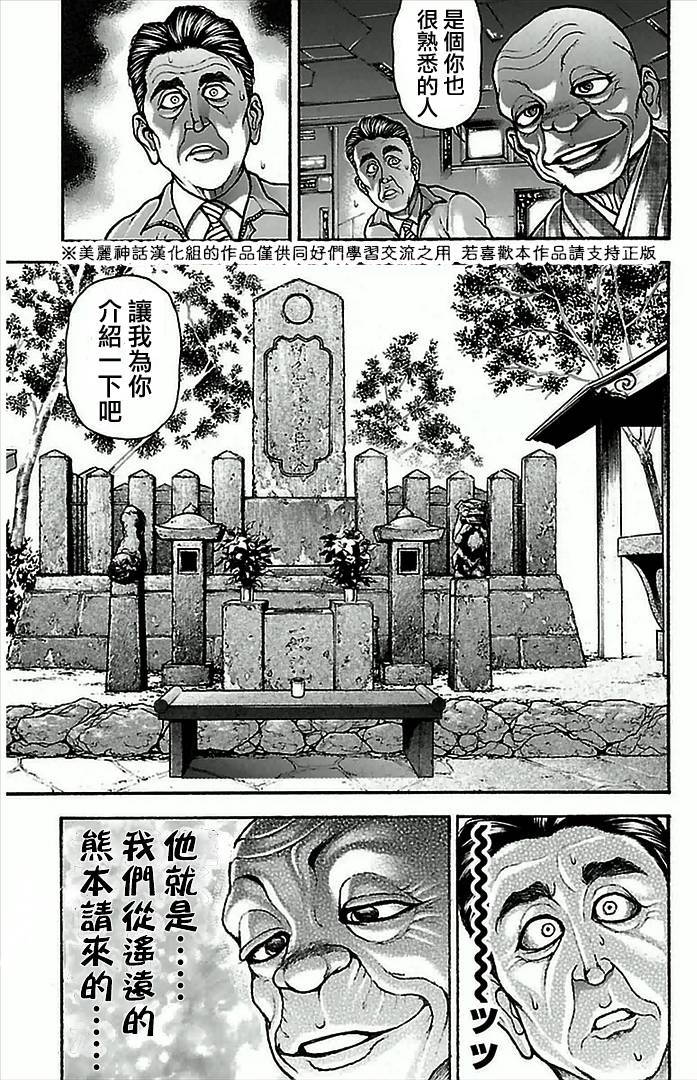 是個你也
很熟悉的人
※美麗神話漢化組的作品僅供同好們學習交流之用 若喜歡本作品請支持正版
讓我為你
介紹一下吧
～～～ッッ
他就是……
我們從遙遠的
熊本請來的……